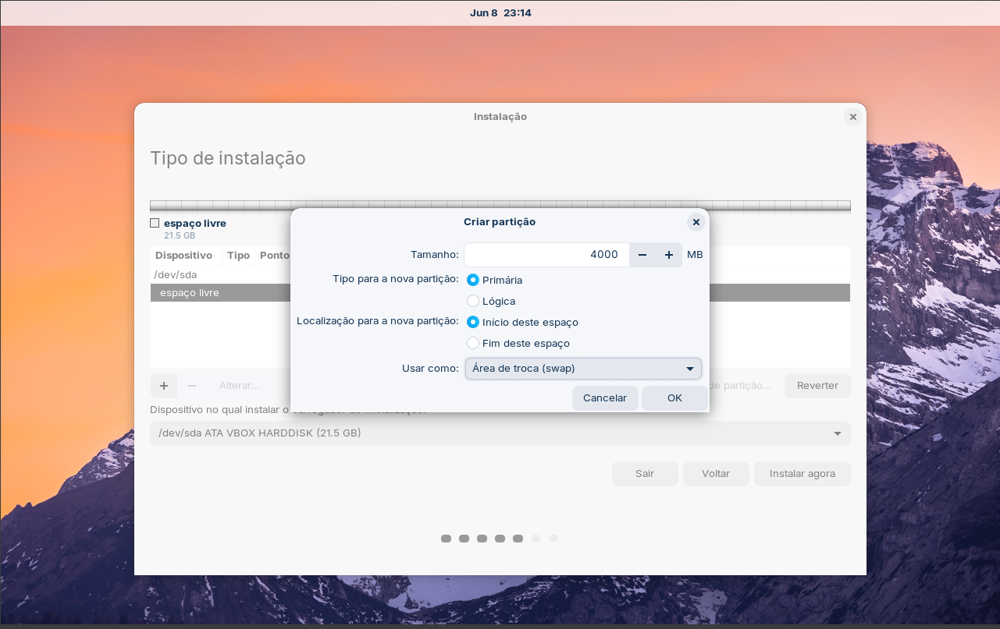 Jun 8 23:14
Instalação
Tipo de instalação
espaço livre
21.5 GB
Dispositivo Tipo Ponto
/dev/sda
espaço livre
Criar partição
Tamanho: 4000 MB
Tipo para a nova partição: Primária
Lógica
Localização para a nova partição: Início deste espaço
Fim deste espaço
Usar como: Área de troca (swap)
Cancelar OK
+ − Alterar... de partição... Reverter
Dispositivo no qual instalar o carregador de inicialização:
/dev/sda ATA VBOX HARDDISK (21.5 GB)
Sair Voltar Instalar agora